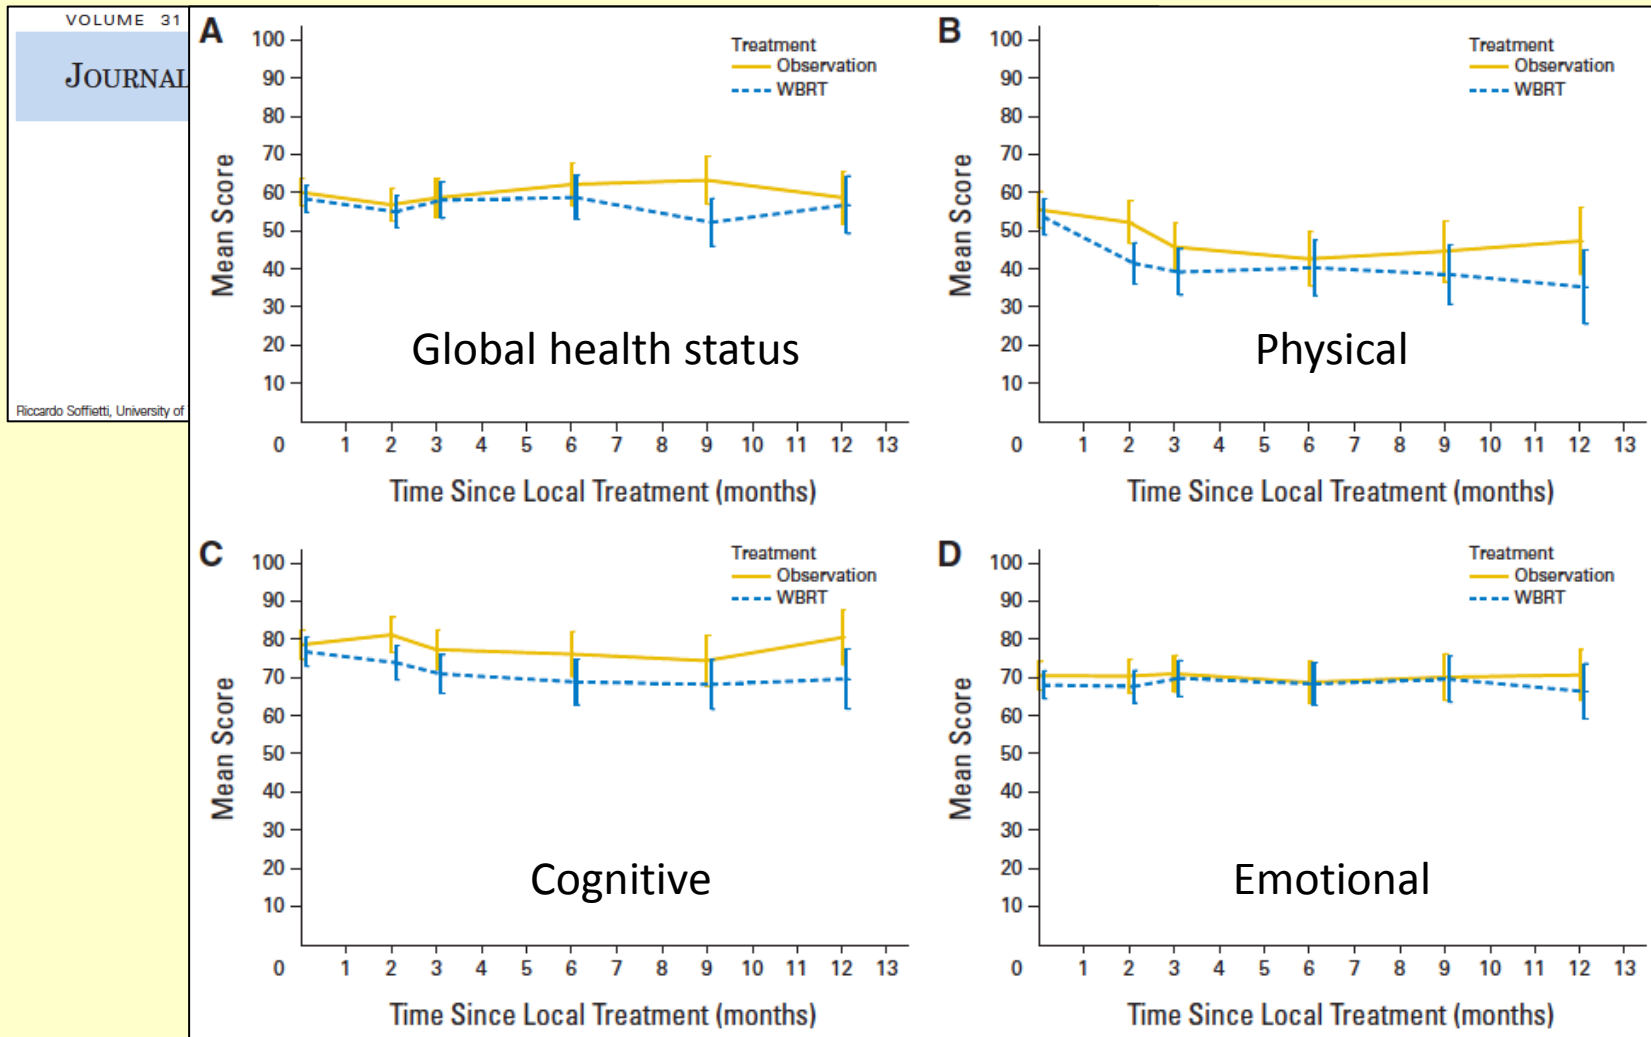 VOLUME 31
JOURNAL
Riccardo Soffietti, University of
A
100
90
80
70
60
50
40
30
20
10
Mean Score
Treatment
Observation
WBRT
Global health status
0 1 2 3 4 5 6 7 8 9 10 11 12 13
Time Since Local Treatment (months)
B
100
90
80
70
60
50
40
30
20
10
Mean Score
Treatment
Observation
WBRT
Physical
0 1 2 3 4 5 6 7 8 9 10 11 12 13
Time Since Local Treatment (months)
C
100
90
80
70
60
50
40
30
20
10
Mean Score
Treatment
Observation
WBRT
Cognitive
0 1 2 3 4 5 6 7 8 9 10 11 12 13
Time Since Local Treatment (months)
D
100
90
80
70
60
50
40
30
20
10
Mean Score
Treatment
Observation
WBRT
Emotional
0 1 2 3 4 5 6 7 8 9 10 11 12 13
Time Since Local Treatment (months)